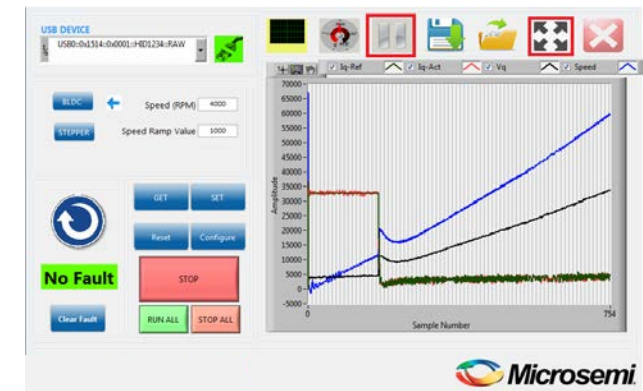 USB DEVICE
USB0::0x1514::0x0001::HID1234::RAW
Iq-Ref Iq-Act Vq Speed
BLDC Speed (RPM) 4000
STEPPER Speed Ramp Value 1000
GET SET
Reset Configure
No Fault STOP
Clear Fault RUN ALL STOP ALL
Amplitude
70000
65000
60000
55000
50000
45000
40000
35000
30000
25000
20000
15000
10000
5000
0
-5000
0 754
Sample Number
Microsemi